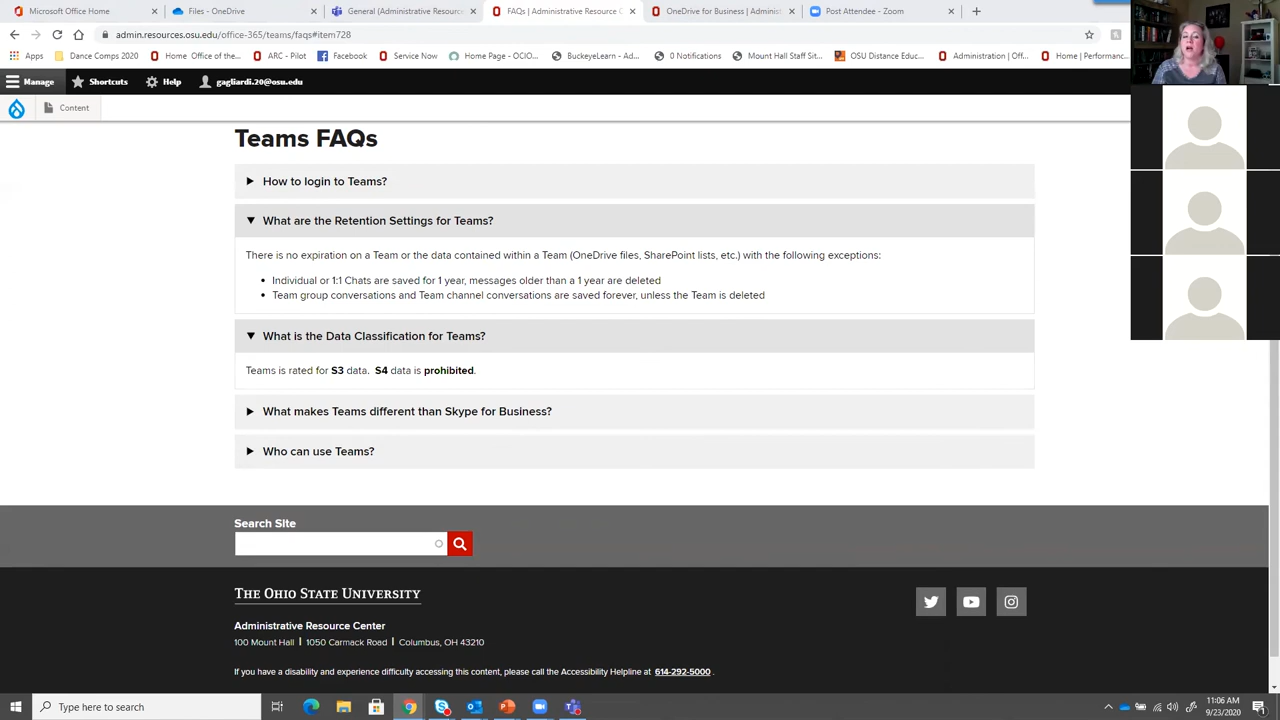 Microsoft Office Home
Files - OneDrive
General (Administrative Resource
FAQs | Administrative Resource C
OneDrive for Business | Administ
Post Attendee - Zoom
admin.resources.osu.edu/office-365/teams/faqs#item728
Apps
Dance Comps 2020
Home Office of the...
ARC - Pilot
Facebook
Service Now
Home Page - OCIO...
BuckeyeLearn - Ad...
0 Notifications
Mount Hall Staff Sit...
OSU Distance Educ...
Administration | Off...
Home | Performanc...
Manage
Shortcuts
Help
gagliardi.20@osu.edu
Content
Teams FAQs
How to login to Teams?
What are the Retention Settings for Teams?
There is no expiration on a Team or the data contained within a Team (OneDrive files, SharePoint lists, etc.) with the following exceptions:
Individual or 1:1 Chats are saved for 1 year, messages older than a 1 year are deleted
Team group conversations and Team channel conversations are saved forever, unless the Team is deleted
What is the Data Classification for Teams?
Teams is rated for S3 data. S4 data is prohibited.
What makes Teams different than Skype for Business?
Who can use Teams?
Search Site
THE OHIO STATE UNIVERSITY
Administrative Resource Center
100 Mount Hall | 1050 Carmack Road | Columbus, OH 43210
If you have a disability and experience difficulty accessing this content, please call the Accessibility Helpline at 614-292-5000 .
Type here to search
11:06 AM
9/23/2020